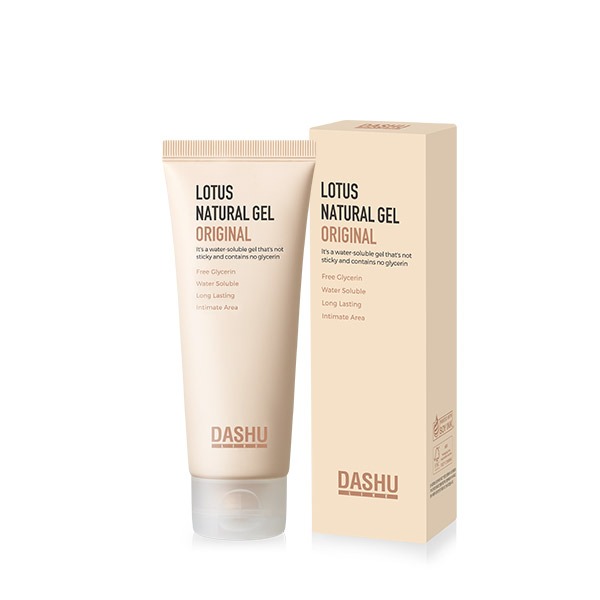 LOTUS
NATURAL GEL
ORIGINAL
It's a water-soluble gel that's not
sticky and contains no glycerin
Free Glycerin
Water Soluble
Long Lasting
Intimate Area
DASHU
DASHU
LOTUS
NATURAL GEL
ORIGINAL
It's a water-soluble gel that's not
sticky and contains no glycerin
Free Glycerin
Water Soluble
Long Lasting
Intimate Area
SOY INK
DASHU